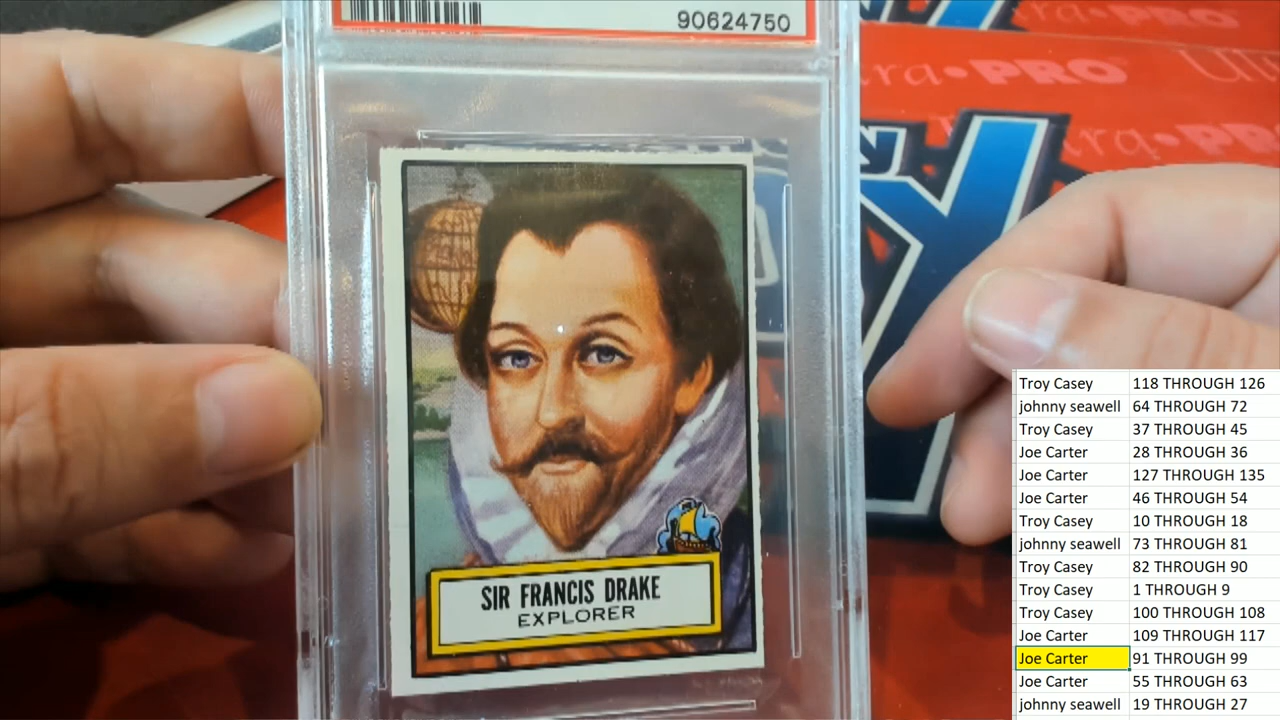 90624750
ra•PRO
Ul
ra•PRO
SIR FRANCIS DRAKE
EXPLORER
Troy Casey 118 THROUGH 126
johnny seawell 64 THROUGH 72
Troy Casey 37 THROUGH 45
Joe Carter 28 THROUGH 36
Joe Carter 127 THROUGH 135
Joe Carter 46 THROUGH 54
Troy Casey 10 THROUGH 18
johnny seawell 73 THROUGH 81
Troy Casey 82 THROUGH 90
Troy Casey 1 THROUGH 9
Troy Casey 100 THROUGH 108
Joe Carter 109 THROUGH 117
Joe Carter 91 THROUGH 99
Joe Carter 55 THROUGH 63
johnny seawell 19 THROUGH 27